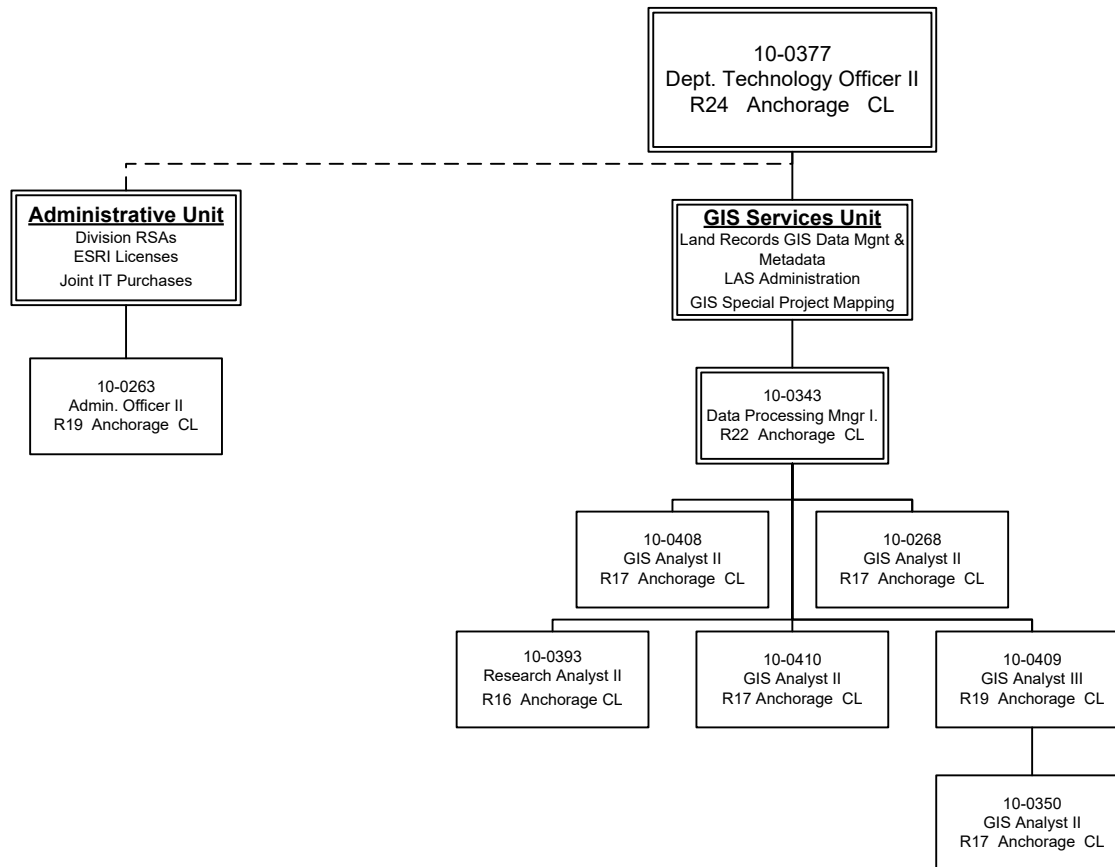 10-0377
Dept. Technology Officer II
R24 Anchorage CL
Administrative Unit
Division RSAs
ESRI Licenses
Joint IT Purchases
GIS Services Unit
Land Records GIS Data Mgnt &
Metadata
LAS Administration
GIS Special Project Mapping
10-0263
Admin. Officer II
R19 Anchorage CL
10-0343
Data Processing Mngr I.
R22 Anchorage CL
10-0408
GIS Analyst II
R17 Anchorage CL
10-0268
GIS Analyst II
R17 Anchorage CL
10-0393
Research Analyst II
R16 Anchorage CL
10-0410
GIS Analyst II
R17 Anchorage CL
10-0409
GIS Analyst III
R19 Anchorage CL
10-0350
GIS Analyst II
R17 Anchorage CL